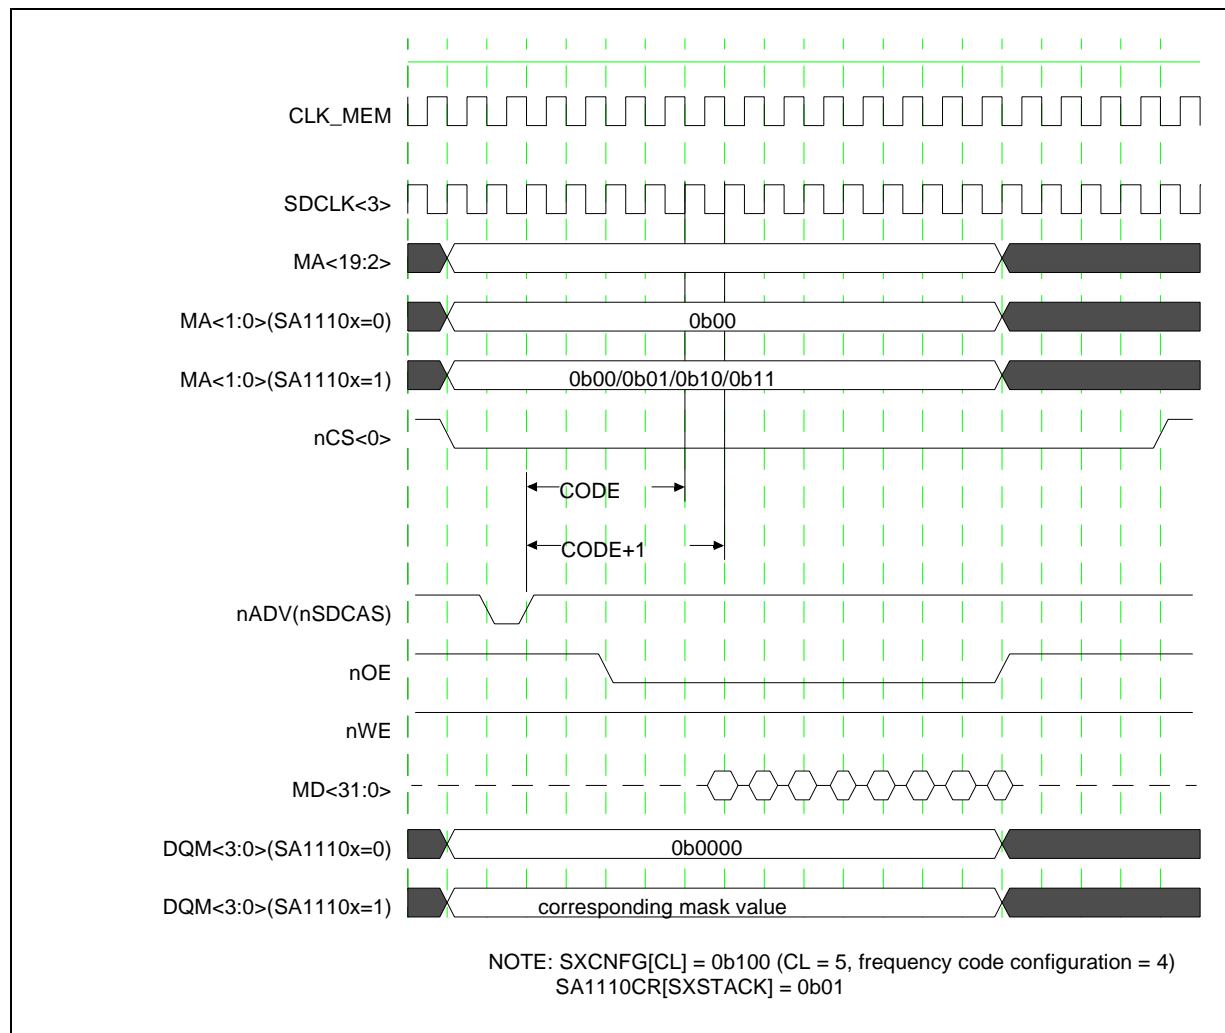 CLK_MEM
SDCLK<3>
MA<19:2>
MA<1:0>(SA1110x=0)
0b00
MA<1:0>(SA1110x=1)
0b00/0b01/0b10/0b11
nCS<0>
CODE
CODE+1
nADV(nSDCAS)
nOE
nWE
MD<31:0>
DQM<3:0>(SA1110x=0)
0b0000
DQM<3:0>(SA1110x=1)
corresponding mask value
NOTE: SXCNFG[CL] = 0b100 (CL = 5, frequency code configuration = 4)
SA1110CR[SXSTACK] = 0b01